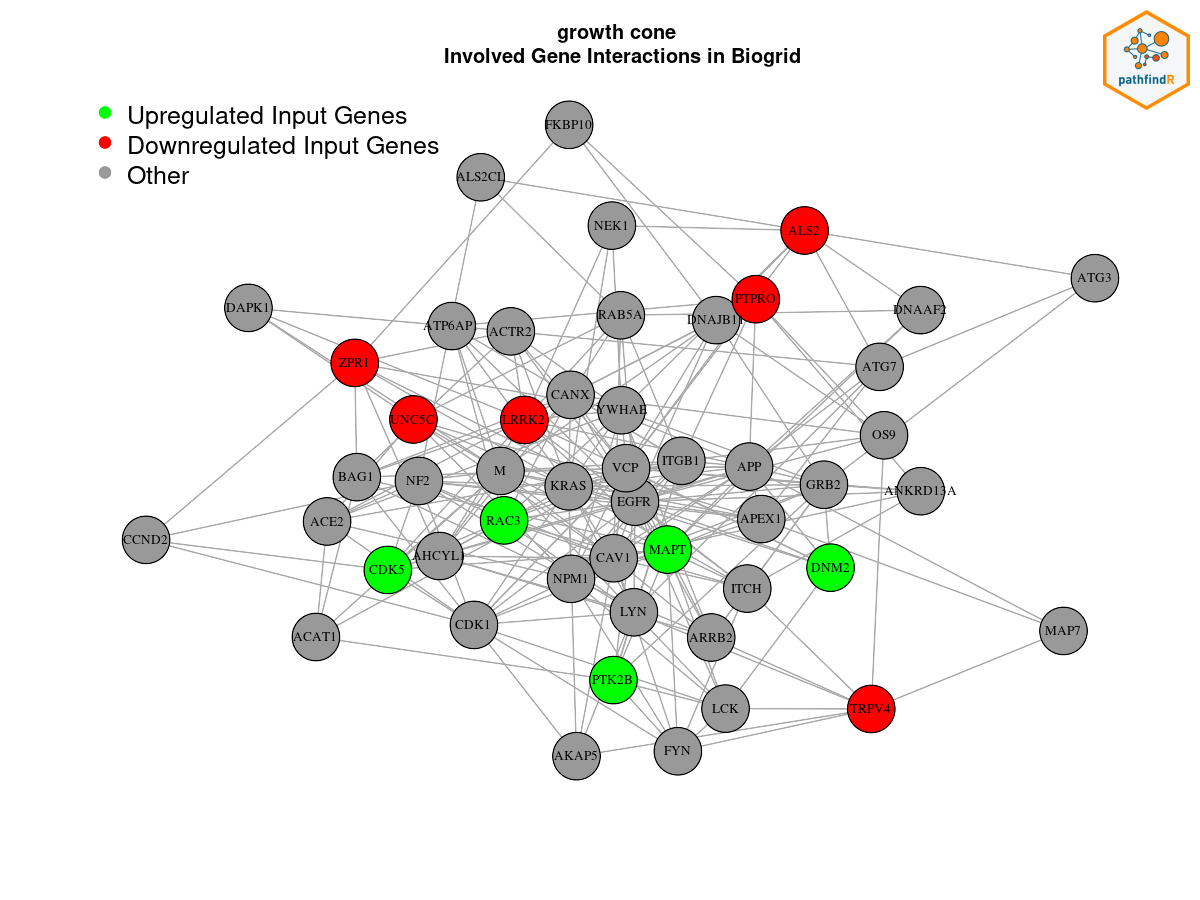 growth cone
Involved Gene Interactions in Biogrid
pathfindR
Upregulated Input Genes
Downregulated Input Genes
Other
FKBP10
ALS2CL
NEK1
ALS2
ATG3
PTPRO
DAPK1
RAB5A
DNAJB11
DNAAF2
ATP6AP
ACTR2
ZPR1
ATG7
CANX
YWHAE
UNC5C
LRRK2
OS9
ITGB1
VCP
APP
M
BAG1
NF2
KRAS
GRB2
ANKRD13A
EGFR
RAC3
ACE2
APEX1
CCND2
MAPT
AHCYL1
CAV1
CDK5
NPM1
DNM2
ITCH
LYN
CDK1
ACAT1
ARRB2
MAP7
PTK2B
LCK
TRPV4
AKAP5
FYN